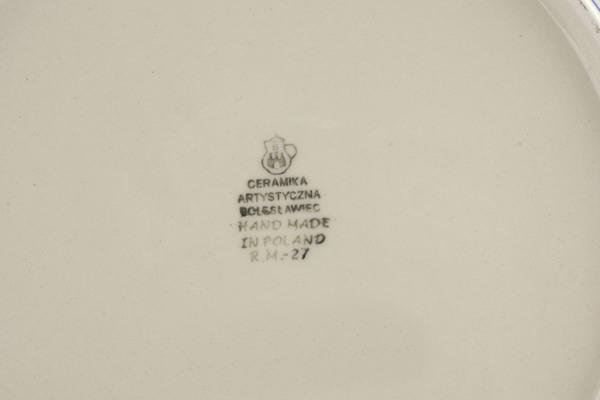 CERAMIKA
ARTYSTYCZNA
BOLESŁAWIEC
HAND MADE
IN POLAND
R.M.-27